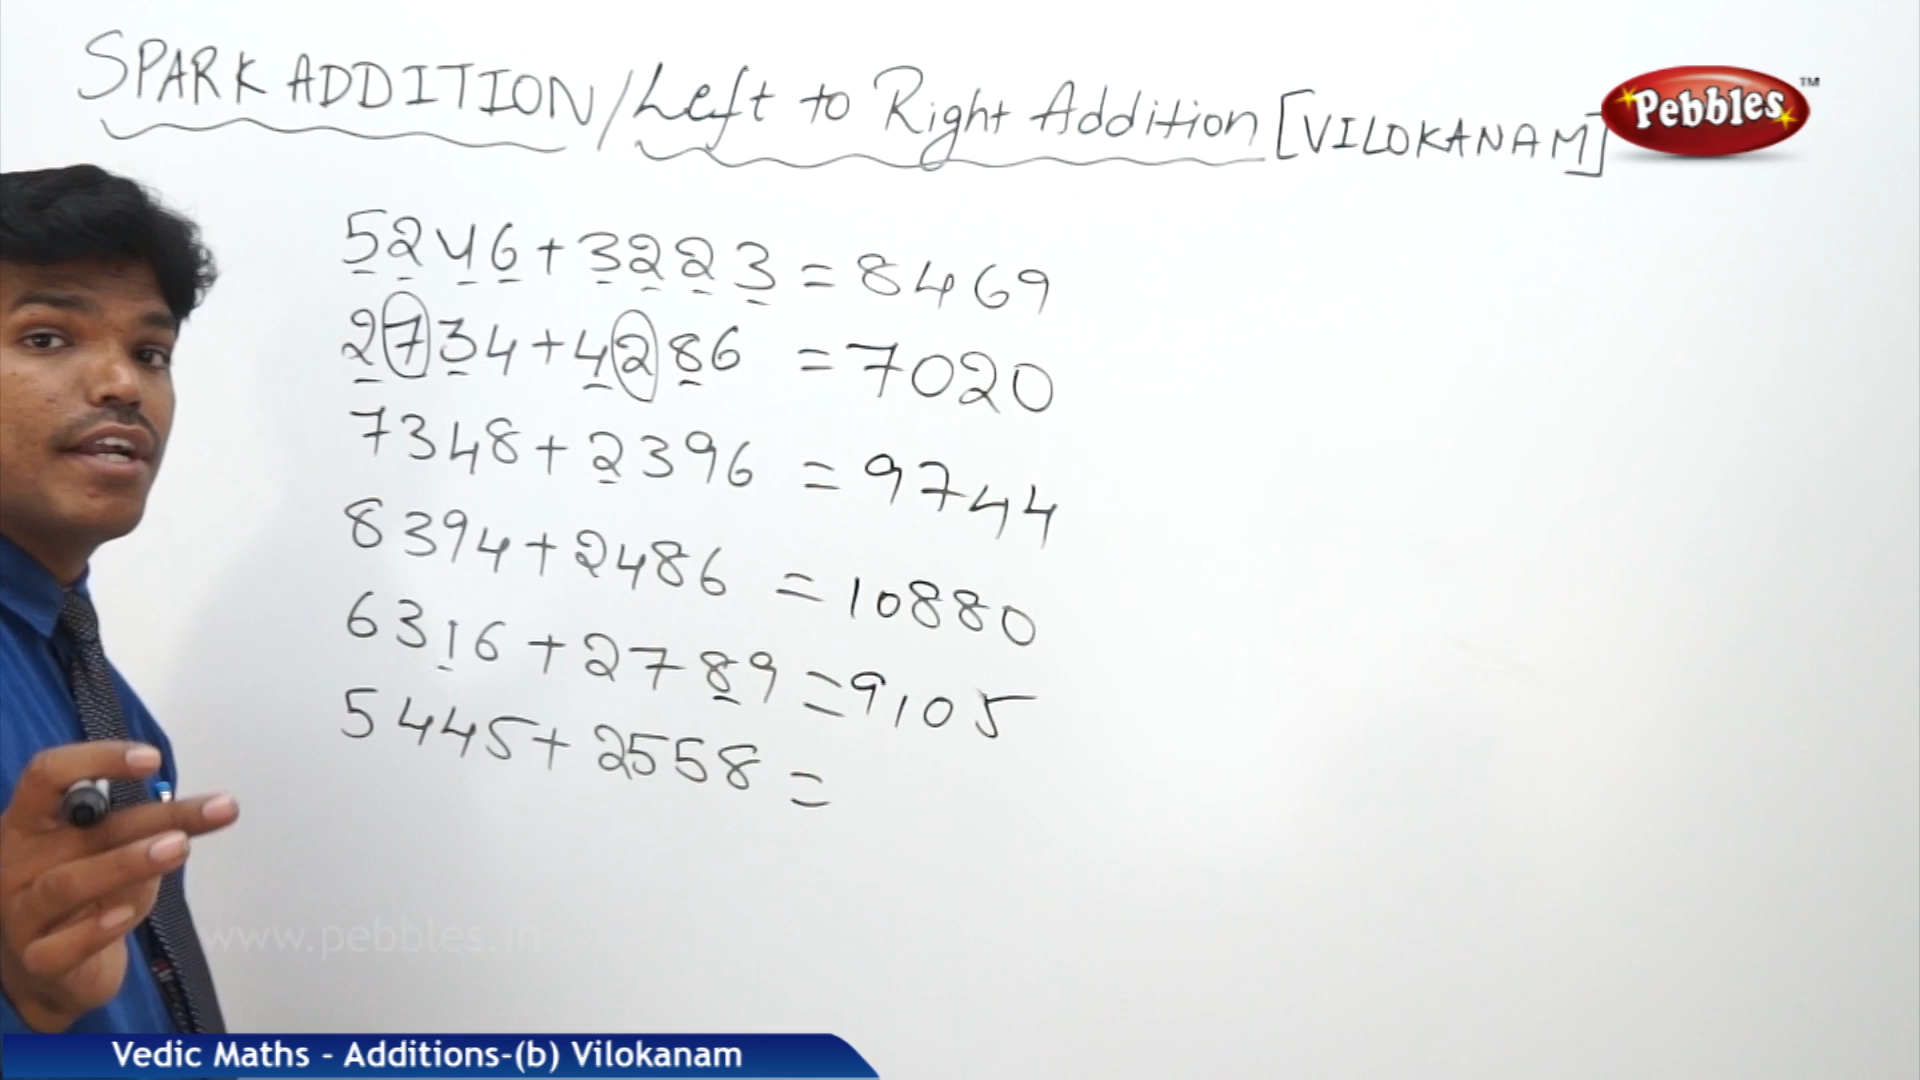 SPARK ADDITION/Left to Right Addition [VILOKANAM]
Pebbles™
5246+3223=8469
2734+4286=7020
7348+2396=9744
8394+2486=10880
6316+2789=9105
5445+2558=
www.pebbles.in
Vedic Maths - Additions-(b) Vilokanam